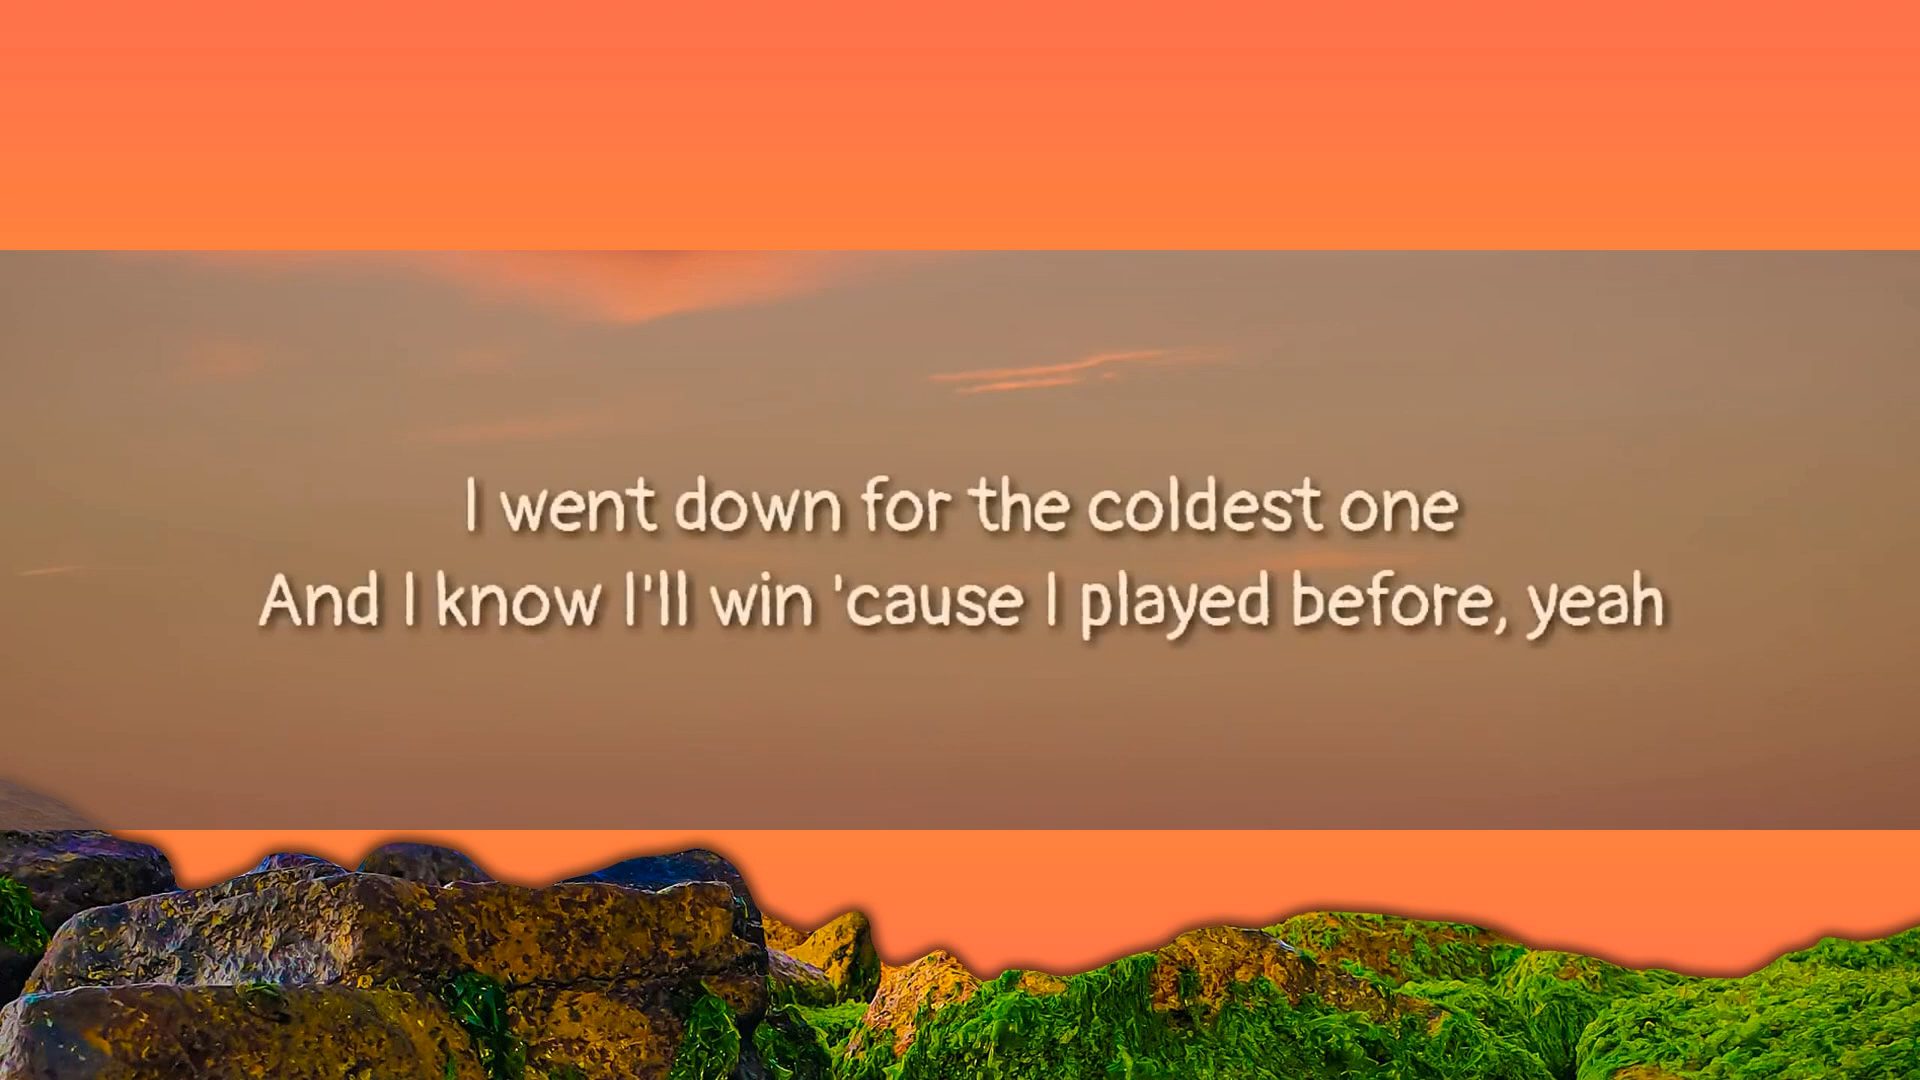 I went down for the coldest one
And I know I'll win 'cause I played before, yeah